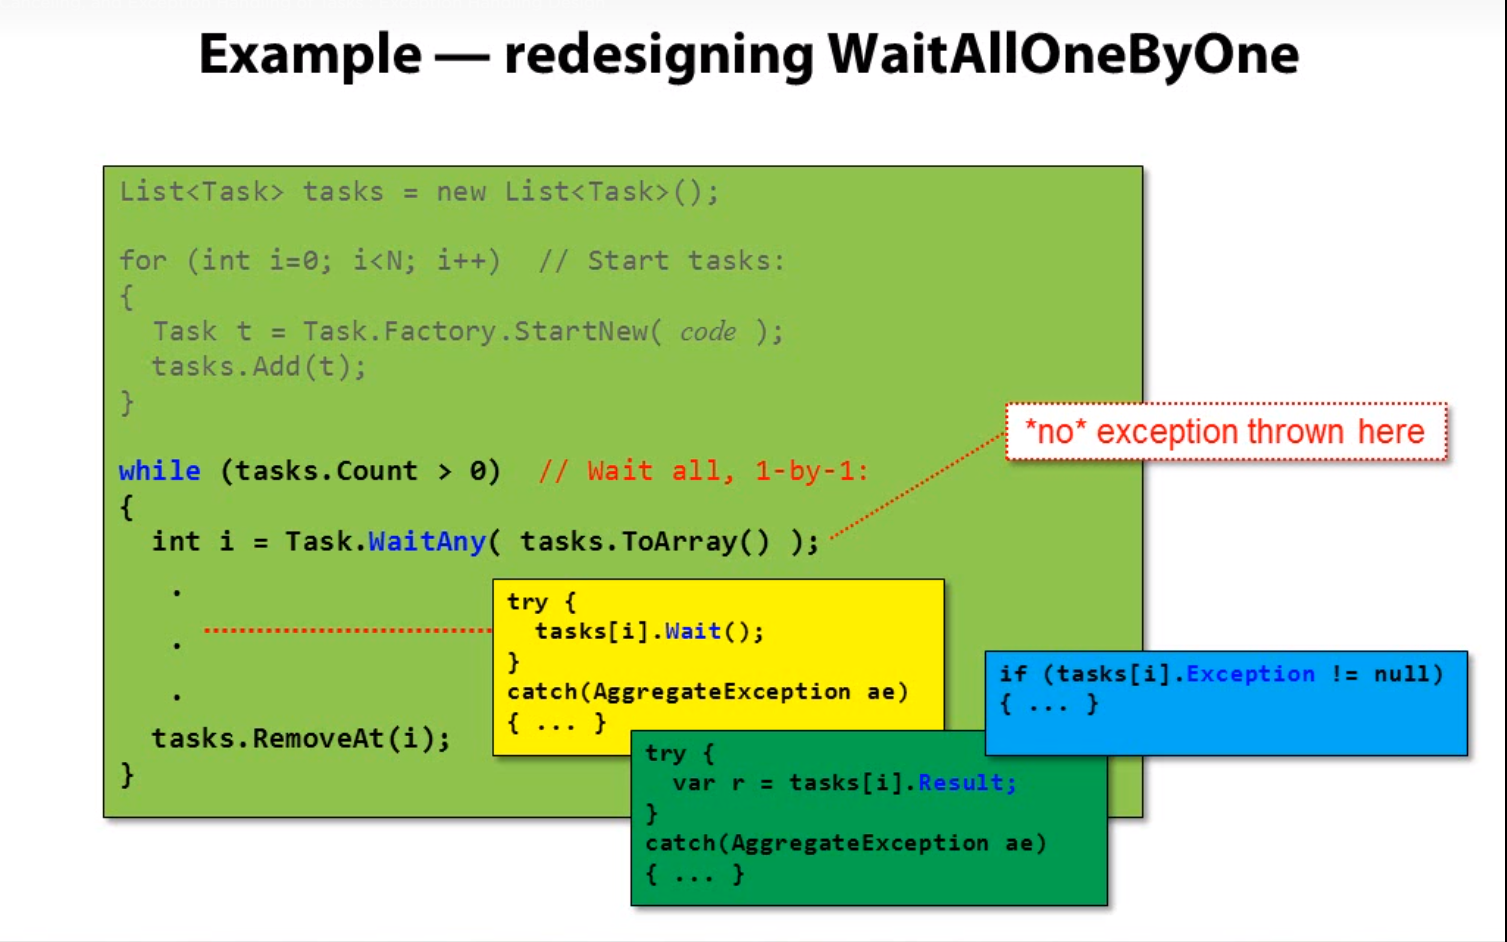 Example — redesigning WaitAllOneByOne
List<Task> tasks = new List<Task>();
for (int i=0; i<N; i++)  // Start tasks:
{
  Task t = Task.Factory.StartNew( code );
  tasks.Add(t);
}
*no* exception thrown here
while (tasks.Count > 0)  // Wait all, 1-by-1:
{
  int i = Task.WaitAny( tasks.ToArray() );
.
.
.
  tasks.RemoveAt(i);
}
try {
  tasks[i].Wait();
}
catch(AggregateException ae)
{ ... }
if (tasks[i].Exception != null)
{ ... }
try {
  var r = tasks[i].Result;
}
catch(AggregateException ae)
{ ... }